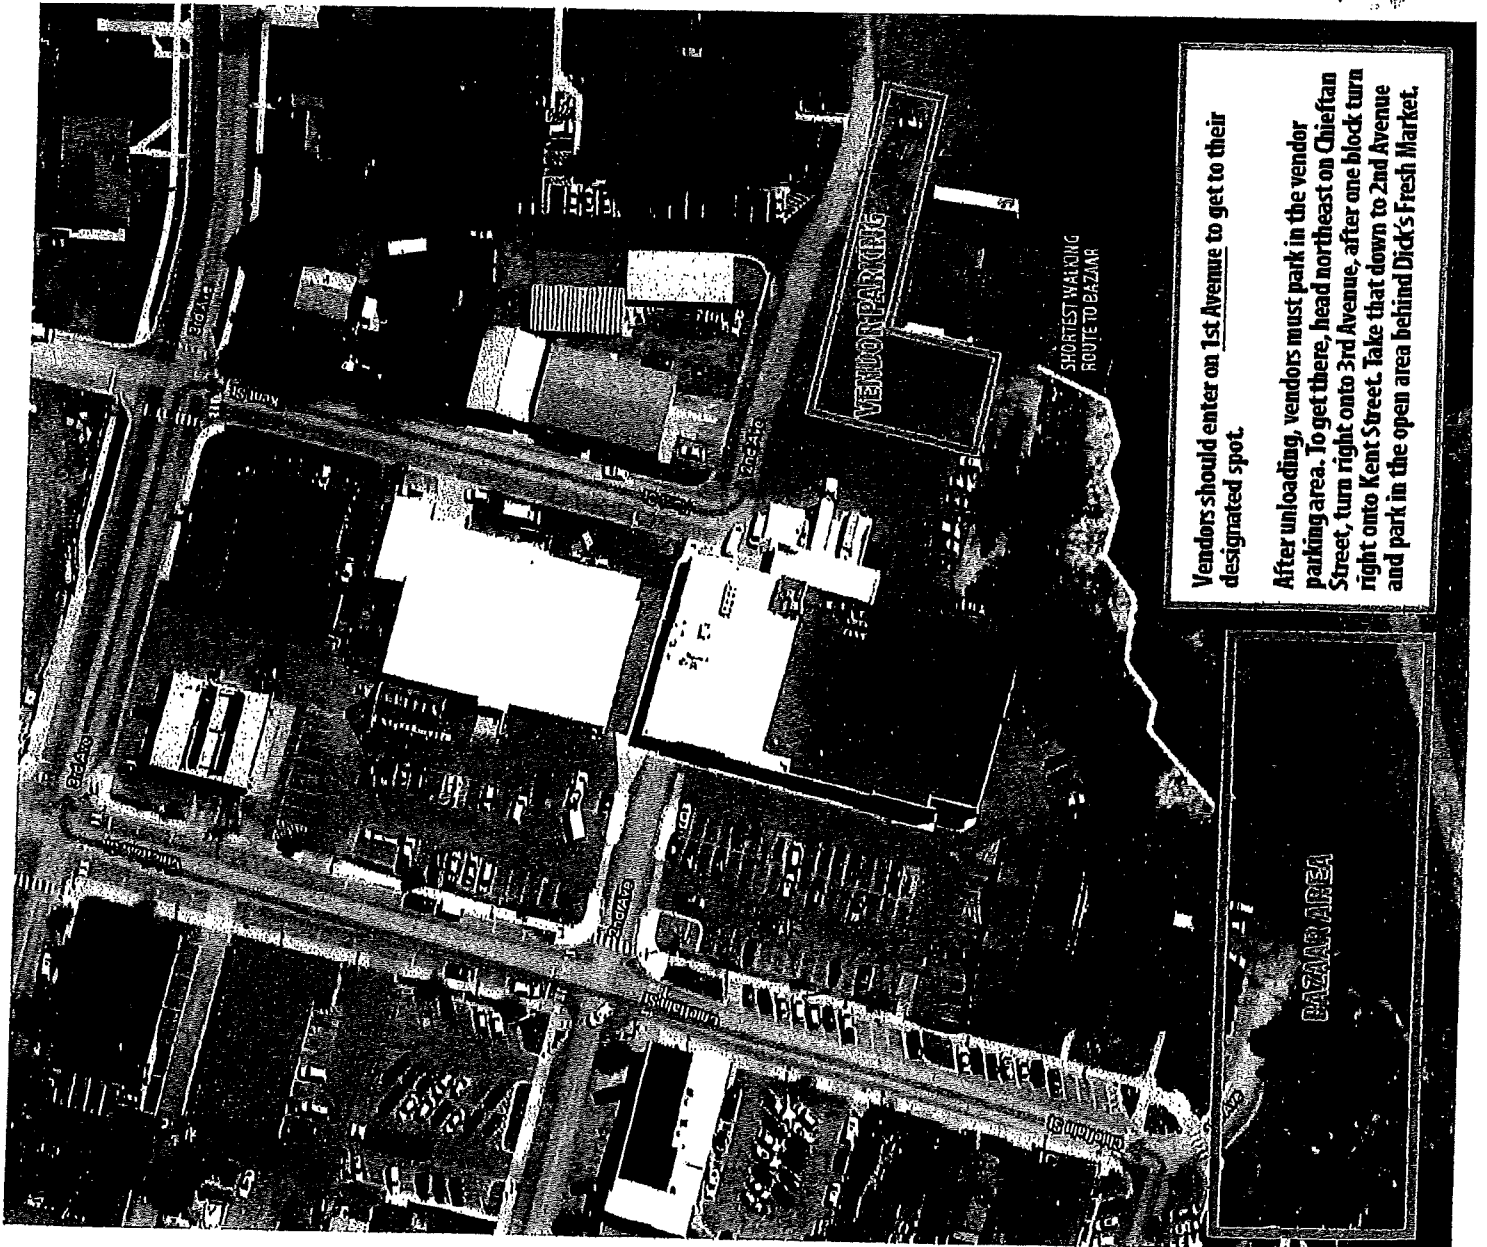 Vendors should enter on 1st Avenue to get to their
designated spot.
After unloading, vendors must park in the vendor
parking area. To get there, head northeast on Chieftan
Street, turn right onto 3rd Avenue, after one block turn
right onto Kent Street. Take that down to 2nd Avenue
and park in the open area behind Dick's Fresh Market.
SHORTEST WALKING
ROUTE TO BAZAAR
VENDOR PARKING
BAZAAR AREA
3rd Ave
Kent St
2nd Ave
3rd Ave
2nd Ave
Chieftain St
Chieftain St